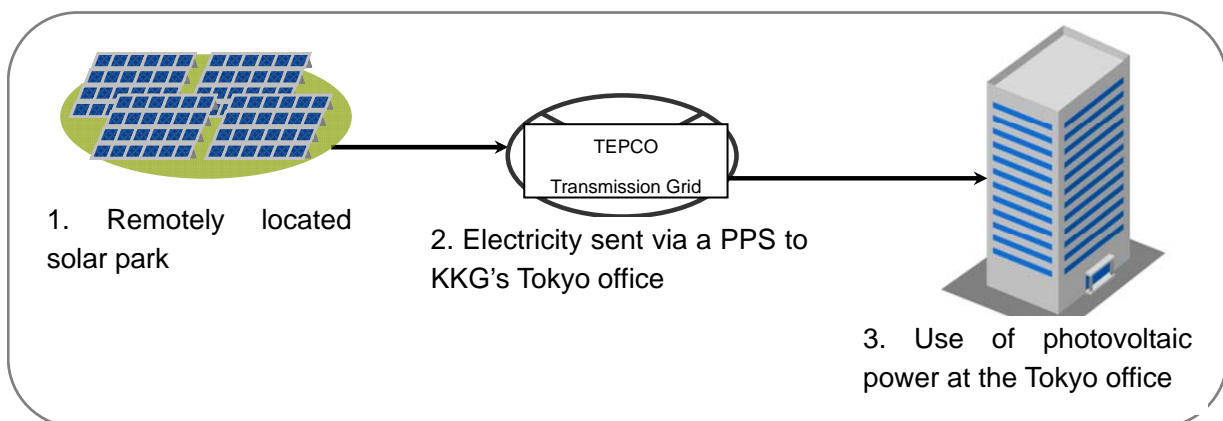 TEPCO
Transmission Grid
1. Remotely located
solar park
2. Electricity sent via a PPS to
KKG's Tokyo office
3. Use of photovoltaic
power at the Tokyo office